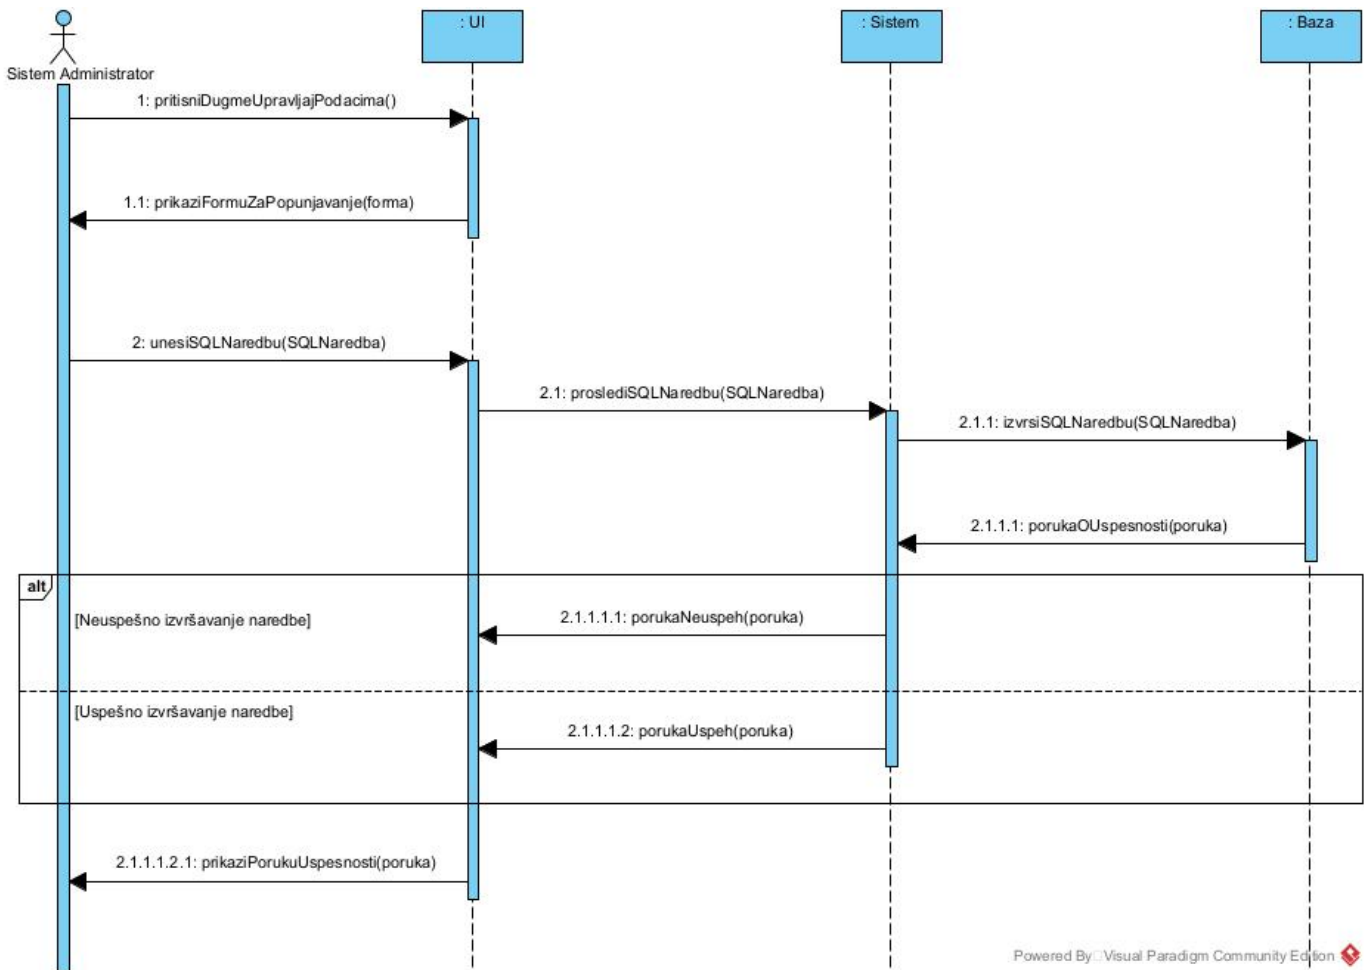 : UI
: Sistem
: Baza
Sistem Administrator
1: pritisniDugmeUpravljajPodacima()
1.1: prikaziFormuZaPopunjavanje(forma)
2: unesiSQLNaredbu(SQLNaredba)
2.1: proslediSQLNaredbu(SQLNaredba)
2.1.1: izvrsiSQLNaredbu(SQLNaredba)
2.1.1.1: porukaOUspesnosti(poruka)
alt
[Neuspešno izvršavanje naredbe]
2.1.1.1.1: porukaNeuspeh(poruka)
[Uspešno izvršavanje naredbe]
2.1.1.1.2: porukaUspeh(poruka)
2.1.1.1.2.1: prikaziPorukuUspesnosti(poruka)
Powered By Visual Paradigm Community Edition